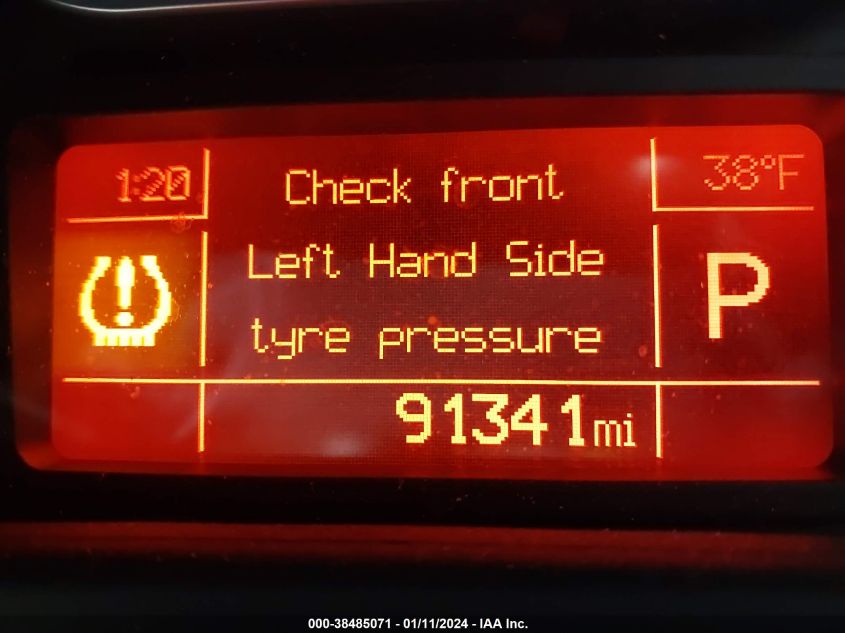 1:20
Check front
38°F
Left Hand Side
P
tyre pressure
91341mi
000-38485071 - 01/11/2024 - IAA Inc.